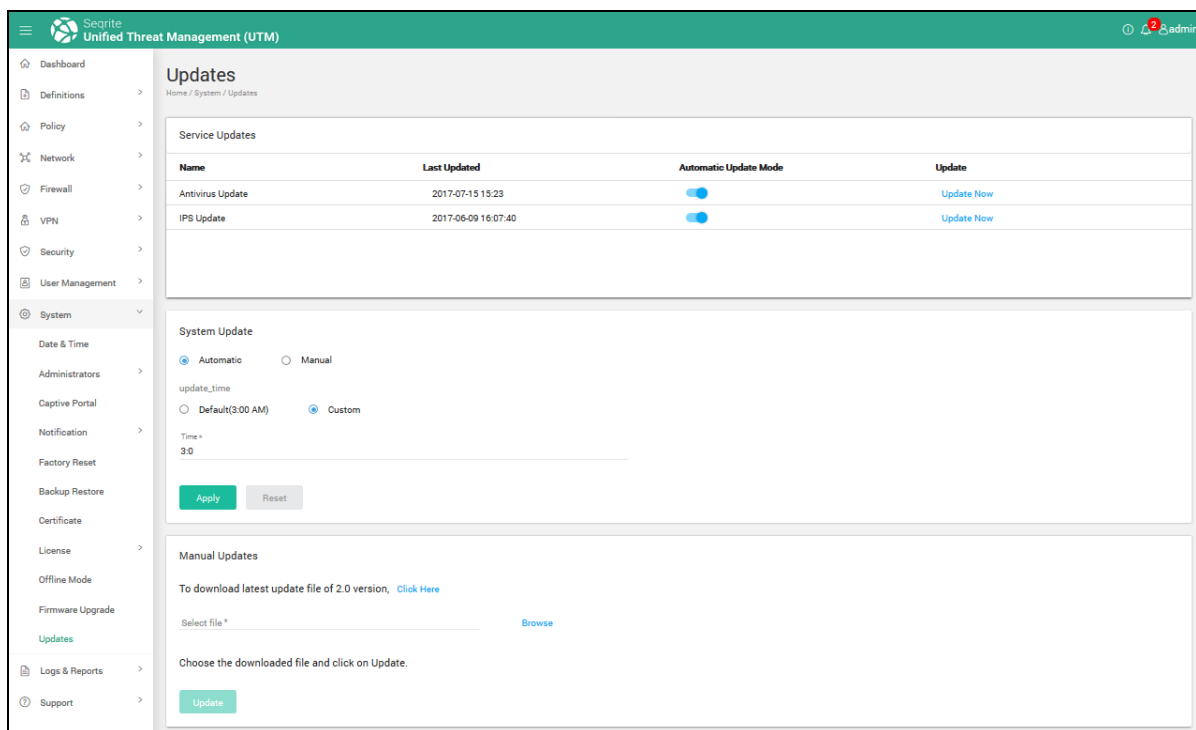 Seqrite
Unified Threat Management (UTM)
2
admin
Dashboard
Definitions
Policy
Network
Firewall
VPN
Security
User Management
System
Date & Time
Administrators
Captive Portal
Notification
Factory Reset
Backup Restore
Certificate
License
Offline Mode
Firmware Upgrade
Updates
Logs & Reports
Support
Updates
Home / System / Updates
Service Updates
Name Last Updated Automatic Update Mode Update
Antivirus Update 2017-07-15 15:23 Update Now
IPS Update 2017-06-09 16:07:40 Update Now
System Update
Automatic Manual
update_time
Default(3:00 AM) Custom
Time *
3:0
Apply Reset
Manual Updates
To download latest update file of 2.0 version, Click Here
Select file * Browse
Choose the downloaded file and click on Update.
Update